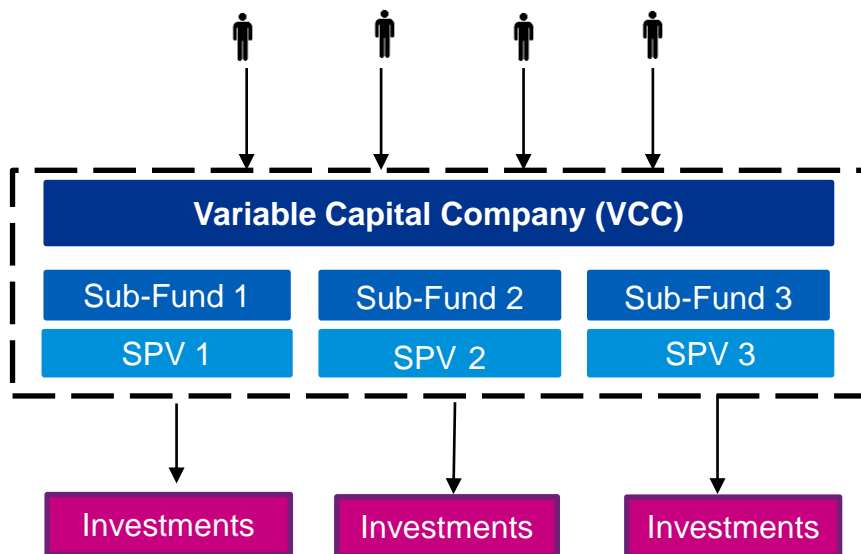 Variable Capital Company (VCC)
Sub-Fund 1
Sub-Fund 2
Sub-Fund 3
SPV 1
SPV 2
SPV 3
Investments
Investments
Investments